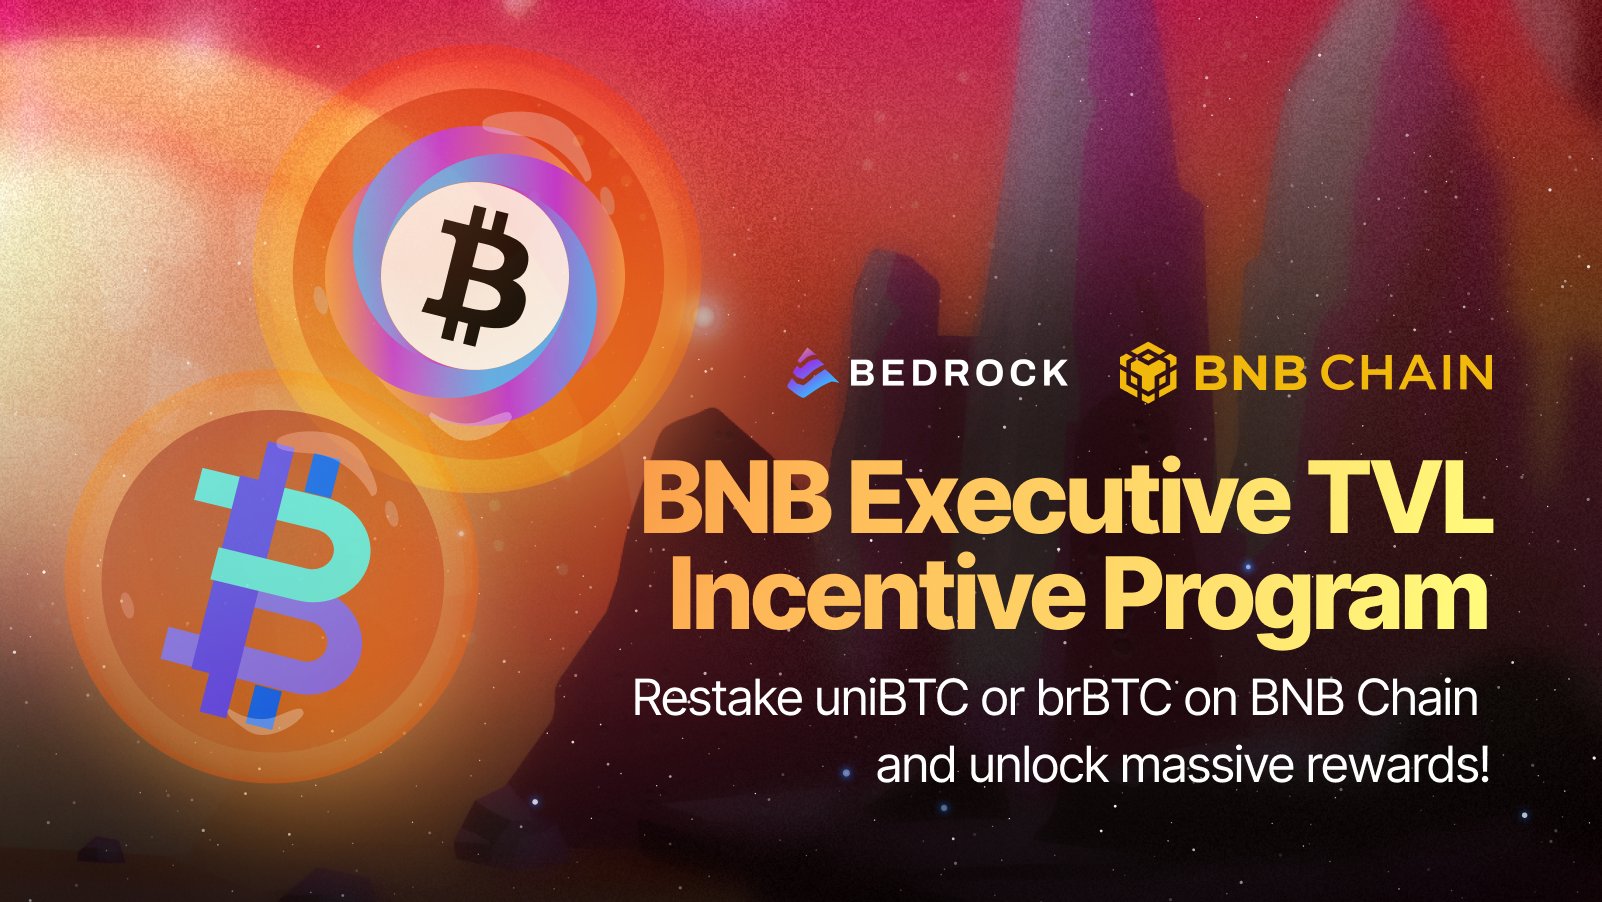 BEDROCK BNB CHAIN
BNB Executive TVL
Incentive Program
Restake uniBTC or brBTC on BNB Chain
and unlock massive rewards!